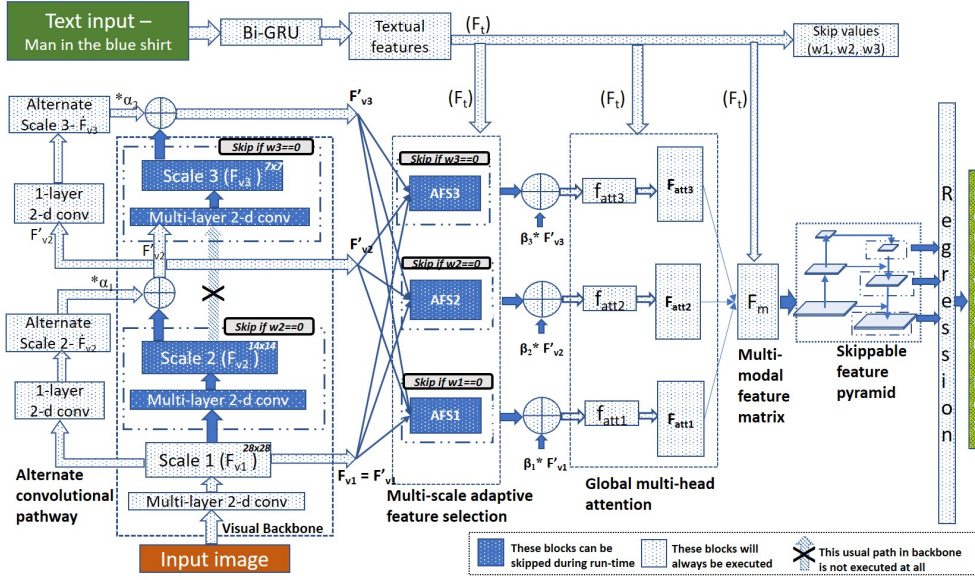 Text input –
Man in the blue shirt
Bi-GRU
Textual
features
(Fₜ)
Skip values
(w1, w2, w3)
(Fₜ)
(Fₜ)
(Fₜ)
Alternate
Scale 3- F́ᵥ₃
*α₂
F'ᵥ₃
Skip if w3==0
Scale 3 (Fᵥ₃)
7x7
Multi-layer 2-d conv
1-layer
2-d conv
F'ᵥ₂
F'ᵥ₂
F'ᵥ₂
*α₁
Alternate
Scale 2- F́ᵥ₂
Skip if w2==0
Scale 2 (Fᵥ₂)
14x14
Multi-layer 2-d conv
1-layer
2-d conv
Scale 1 (Fᵥ₁)
28x28
Fᵥ₁ = F'ᵥ₁
Multi-layer 2-d conv
Alternate
convolutional
pathway
Visual Backbone
Input image
Skip if w3==0
AFS3
Skip if w2==0
AFS2
Skip if w1==0
AFS1
Multi-scale adaptive
feature selection
β₃* F'ᵥ₃
β₂* F'ᵥ₂
β₁* F'ᵥ₁
fₐₜₜ₃
fₐₜₜ₂
fₐₜₜ₁
Fₐₜₜ₃
Fₐₜₜ₂
Fₐₜₜ₁
Global multi-head
attention
Fₘ
Multi-
modal
feature
matrix
Skippable
feature
pyramid
Regression
These blocks can be
skipped during run-time
These blocks will
always be executed
This usual path in backbone
is not executed at all